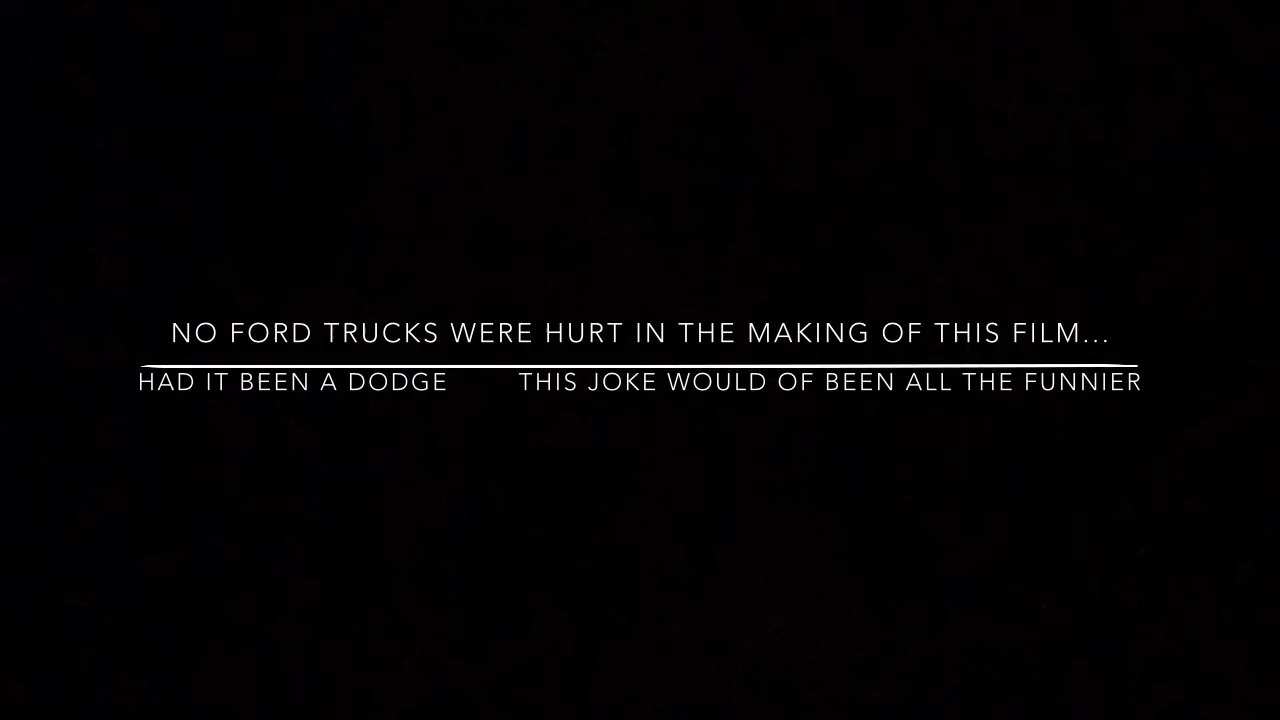 NO FORD TRUCKS WERE HURT IN THE MAKING OF THIS FILM...
HAD IT BEEN A DODGE THIS JOKE WOULD OF BEEN ALL THE FUNNIER